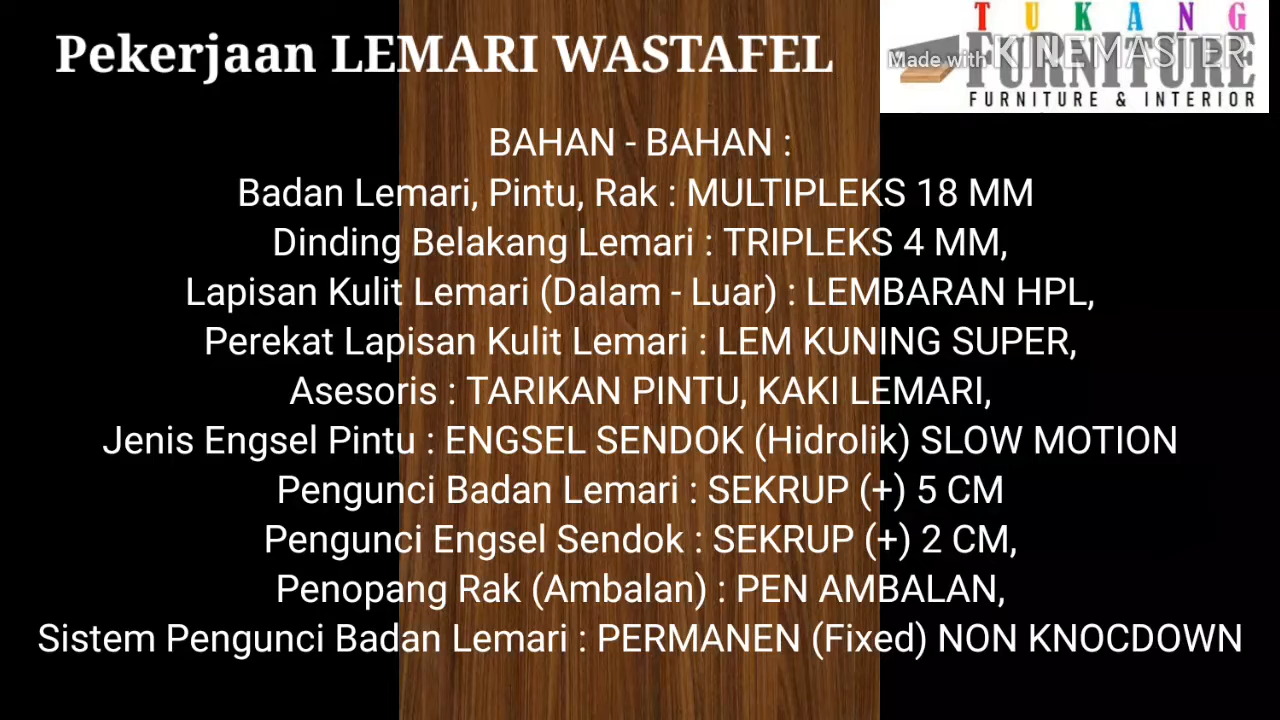 Pekerjaan LEMARI WASTAFEL
TUKANG
FURNITURE
Made with KINEMASTER
FURNITURE & INTERIOR
BAHAN - BAHAN :
Badan Lemari, Pintu, Rak : MULTIPLEKS 18 MM
Dinding Belakang Lemari : TRIPLEKS 4 MM,
Lapisan Kulit Lemari (Dalam - Luar) : LEMBARAN HPL,
Perekat Lapisan Kulit Lemari : LEM KUNING SUPER,
Asesoris : TARIKAN PINTU, KAKI LEMARI,
Jenis Engsel Pintu : ENGSEL SENDOK (Hidrolik) SLOW MOTION
Pengunci Badan Lemari : SEKRUP (+) 5 CM
Pengunci Engsel Sendok : SEKRUP (+) 2 CM,
Penopang Rak (Ambalan) : PEN AMBALAN,
Sistem Pengunci Badan Lemari : PERMANEN (Fixed) NON KNOCDOWN